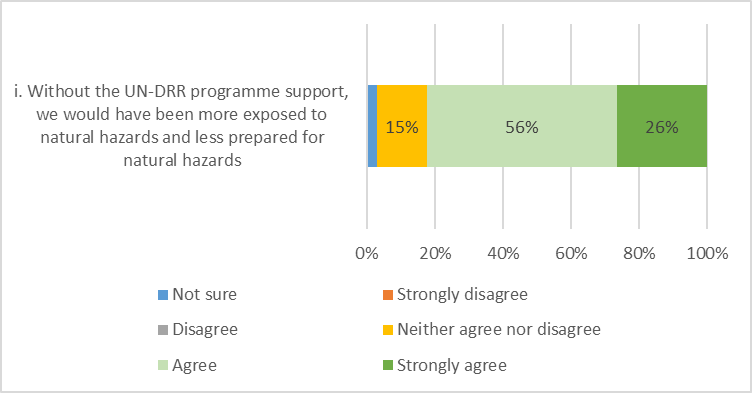 i. Without the UN-DRR programme support,
we would have been more exposed to
natural hazards and less prepared for
natural hazards
15%
56%
26%
0%
20%
40%
60%
80%
100%
Not sure
Strongly disagree
Disagree
Neither agree nor disagree
Agree
Strongly agree